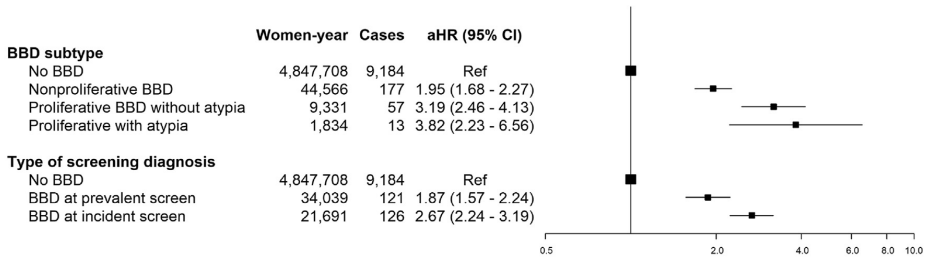 Women-year Cases aHR (95% CI)
BBD subtype
No BBD 4,847,708 9,184 Ref
Nonproliferative BBD 44,566 177 1.95 (1.68 - 2.27)
Proliferative BBD without atypia 9,331 57 3.19 (2.46 - 4.13)
Proliferative with atypia 1,834 13 3.82 (2.23 - 6.56)
Type of screening diagnosis
No BBD 4,847,708 9,184 Ref
BBD at prevalent screen 34,039 121 1.87 (1.57 - 2.24)
BBD at incident screen 21,691 126 2.67 (2.24 - 3.19)
0.5 2.0 4.0 6.0 8.0 10.0